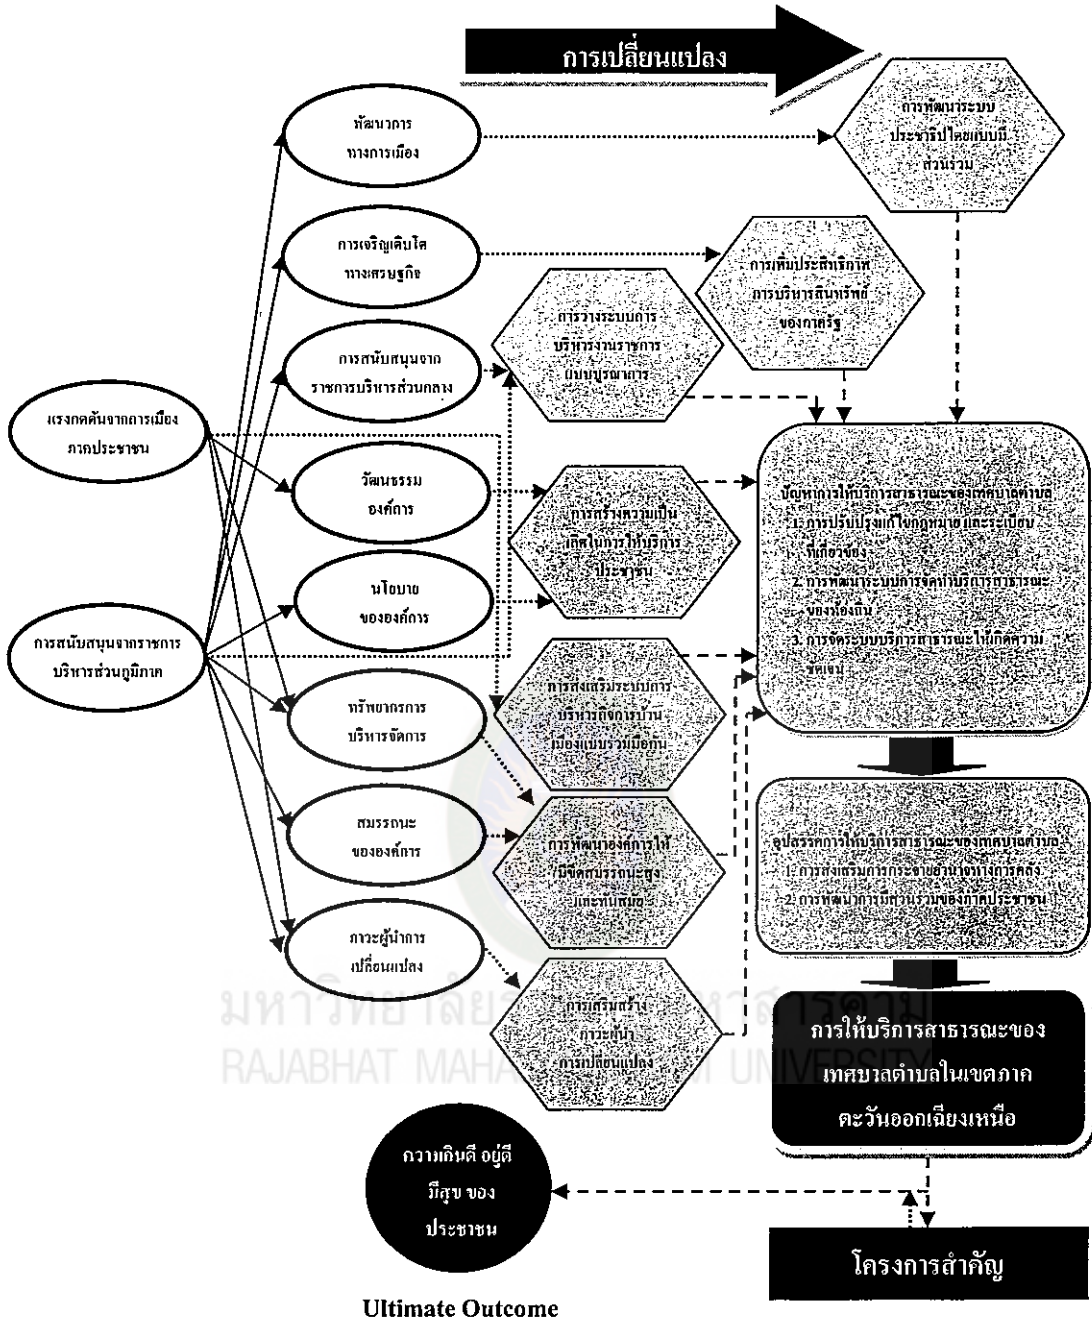 การเปลี่ยนแปลง
พัฒนาการ
ทางการเมือง
การพัฒนาระบบ
ประชาธิปไตยแบบมี
ส่วนร่วม
การเจริญเติบโต
ทางเศรษฐกิจ
การเพิ่มประสิทธิภาพ
การบริหารสินทรัพย์
ของภาครัฐ
การสนับสนุนจาก
ราชการบริหารส่วนกลาง
การวางระบบการ
บริหารงานราชการ
แบบบูรณาการ
แรงกดดันจากการเมือง
ภาคประชาชน
วัฒนธรรม
องค์การ
การสร้างความเป็น
เลิศในการให้บริการ
ประชาชน
นโยบาย
ขององค์การ
ปัญหาการให้บริการสาธารณะของเทศบาลตำบล
1. การปรับปรุงแก้ไขกฎหมายและระเบียบ
ที่เกี่ยวข้อง
2. การพัฒนาระบบการจัดทำบริการสาธารณะ
ของท้องถิ่น
3. การจัดระบบบริการสาธารณะให้เกิดความ
ชัดเจน
การสนับสนุนจากราชการ
บริหารส่วนภูมิภาค
ทรัพยากรการ
บริหารจัดการ
การส่งเสริมระบบการ
บริหารกิจการบ้าน
เมืองแบบร่วมมือกัน
สมรรถนะ
ขององค์การ
การพัฒนาองค์การให้
มีขีดสมรรถนะสูง
และทันสมัย
อุปสรรคการให้บริการสาธารณะของเทศบาลตำบล
1. การส่งเสริมการกระจายอำนาจทางการคลัง
2. การพัฒนาการมีส่วนร่วมของภาคประชาชน
ภาวะผู้นำการ
เปลี่ยนแปลง
การเสริมสร้าง
ภาวะผู้นำ
การเปลี่ยนแปลง
การให้บริการสาธารณะของ
เทศบาลตำบลในเขตภาค
ตะวันออกเฉียงเหนือ
ความกินดี อยู่ดี
มีสุข ของ
ประชาชน
โครงการสำคัญ
Ultimate Outcome
RAJABHAT UNIVERSITY